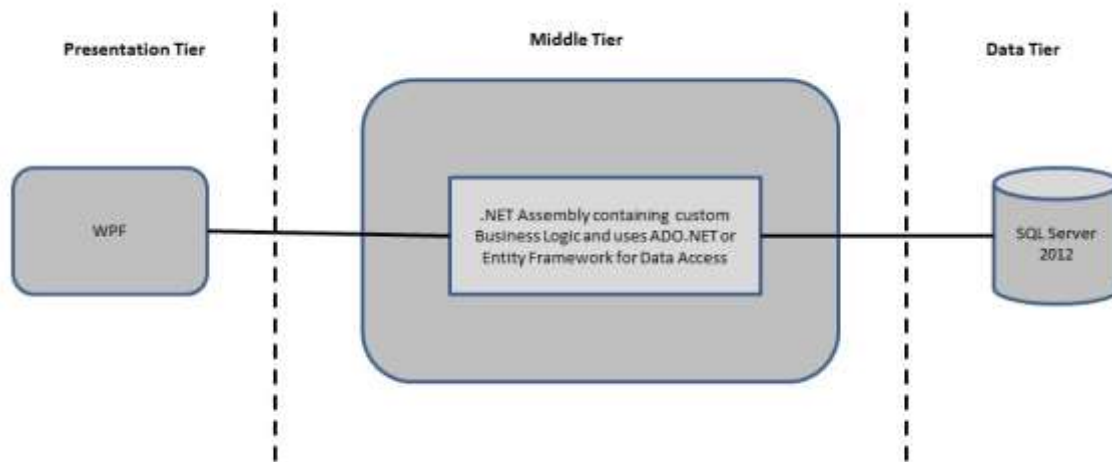 Presentation Tier
Middle Tier
Data Tier
WPF
.NET Assembly containing custom
Business Logic and uses ADO.NET or
Entity Framework for Data Access
SQL Server
2012